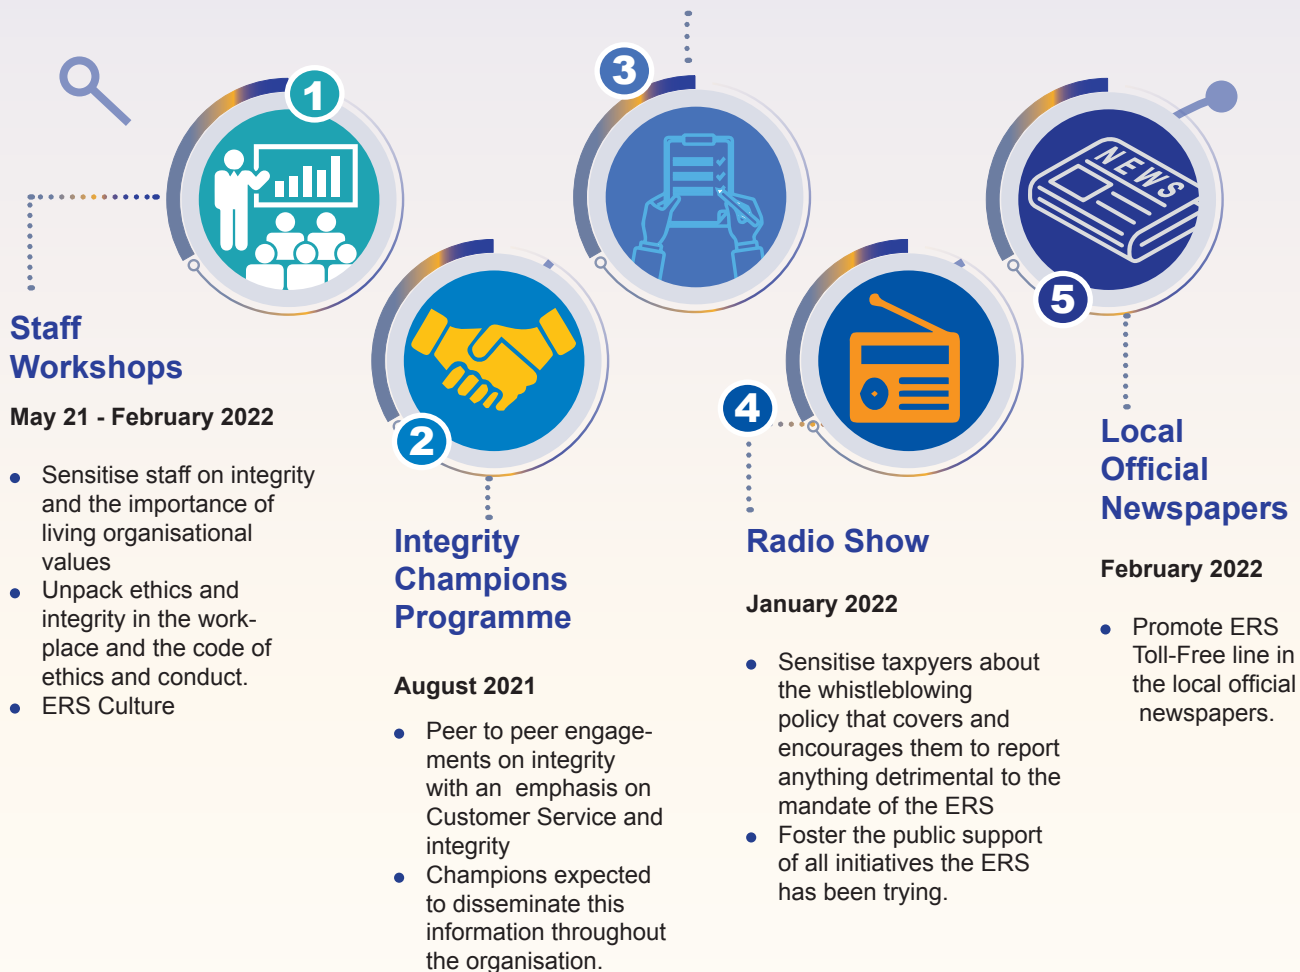 1
Staff
Workshops
May 21 - February 2022
Sensitise staff on integrity
and the importance of
living organisational
values
Unpack ethics and
integrity in the work-
place and the code of
ethics and conduct.
ERS Culture
2
Integrity
Champions
Programme
August 2021
Peer to peer engage-
ments on integrity
with an emphasis on
Customer Service and
integrity
Champions expected
to disseminate this
information throughout
the organisation.
3
4
Radio Show
January 2022
Sensitise taxpyers about
the whistleblowing
policy that covers and
encourages them to report
anything detrimental to the
mandate of the ERS
Foster the public support
of all initiatives the ERS
has been trying.
NEWS
5
Local
Official
Newspapers
February 2022
Promote ERS
Toll-Free line in
the local official
newspapers.